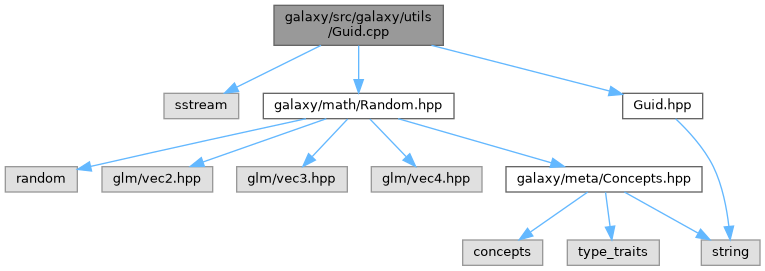 galaxy/src/galaxy/utils
/Guid.cpp
sstream
galaxy/math/Random.hpp
Guid.hpp
random
glm/vec2.hpp
glm/vec3.hpp
glm/vec4.hpp
galaxy/meta/Concepts.hpp
concepts
type_traits
string